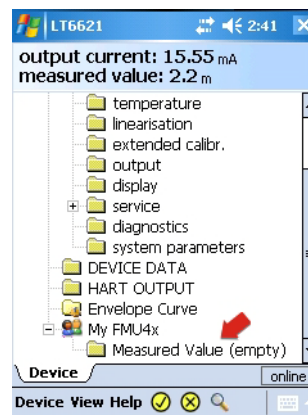 LT6621 2:41
output current: 15.55 mA
measured value: 2.2 m
temperature
linearisation
extended calibr.
output
display
service
diagnostics
system parameters
DEVICE DATA
HART OUTPUT
Envelope Curve
My FMU4x
Measured Value (empty)
Device
online
Device View Help